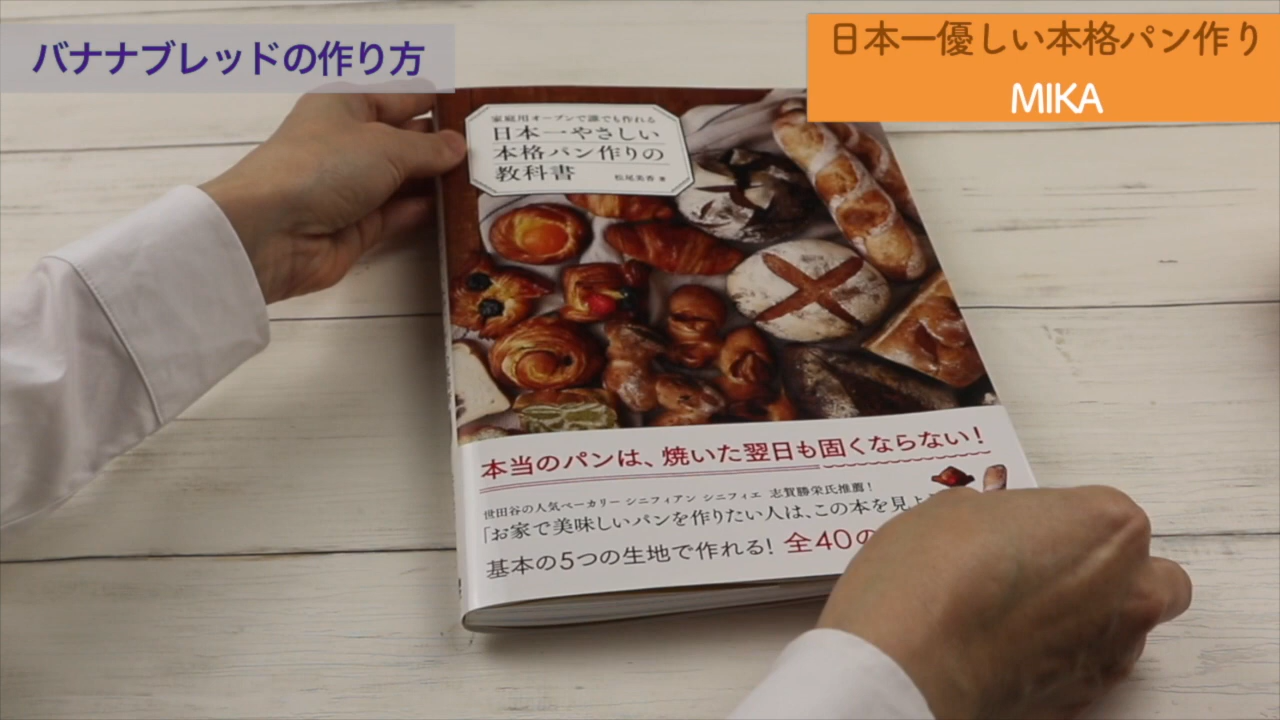 バナナブレッドの作り方
日本一優しい本格パン作り
MIKA
家庭用オーブンで誰でも作れる
日本一やさしい
本格パン作りの
教科書
松尾美香 著
本当のパンは、焼いた翌日も固くならない!
世田谷の人気ベーカリー シニフィアン シニフィエ 志賀勝栄氏推薦!
「お家で美味しいパンを作りたい人は、この本を見よ
基本の5つの生地で作れる! 全40の